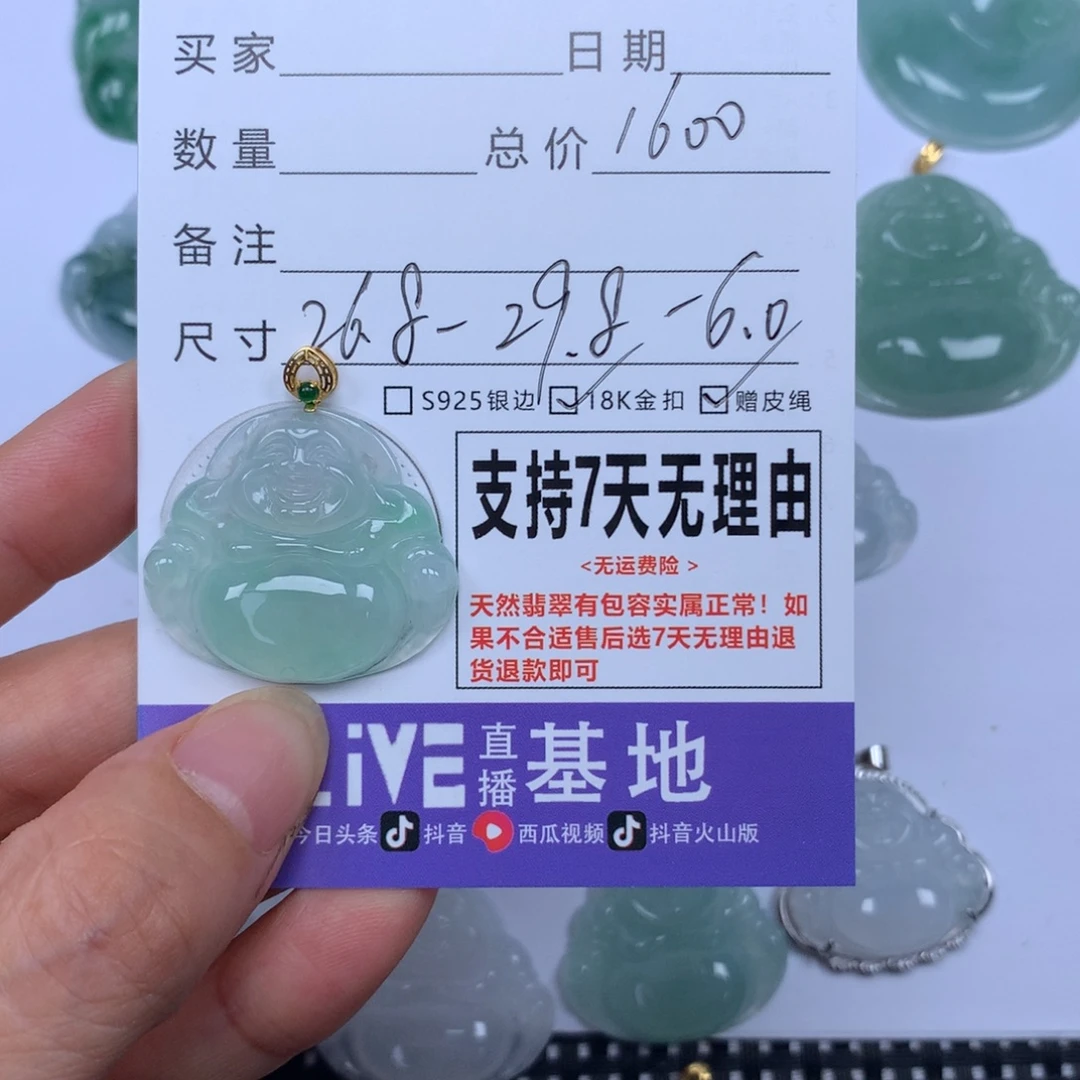 买家 日期
数量 总价 1600
备注
尺寸 26.8-29.8-6.0
S925银边 18K金扣 赠皮绳
支持7天无理由
<无运费险 >
天然翡翠有包容实属正常！如
果不合适售后选7天无理由退
货退款即可
LiVE 直播 基地
今日头条 抖音 西瓜视频 抖音火山版